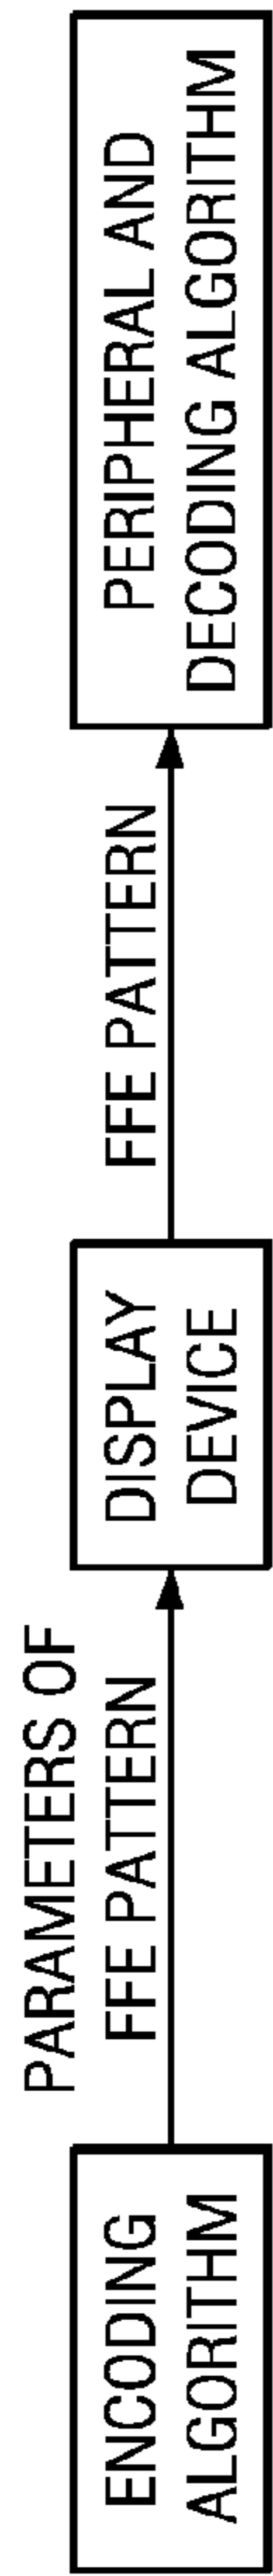 ENCODING
ALGORITHM
PARAMETERS OF
FFE PATTERN
DISPLAY
DEVICE
FFE PATTERN
PERIPHERAL AND
DECODING ALGORITHM